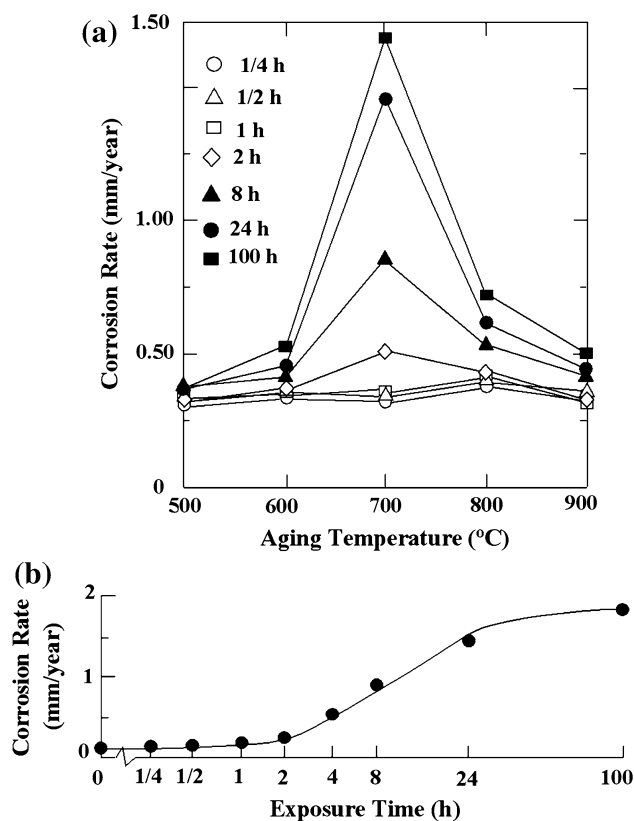 (a)
1.50
1.00
0.50
0
Corrosion Rate (mm/year)
1/4 h
1/2 h
1 h
2 h
8 h
24 h
100 h
500 600 700 800 900
Aging Temperature (ºC)
(b)
2
1
0
Corrosion Rate
(mm/year)
0 1/4 1/2 1 2 4 8 24 100
Exposure Time (h)